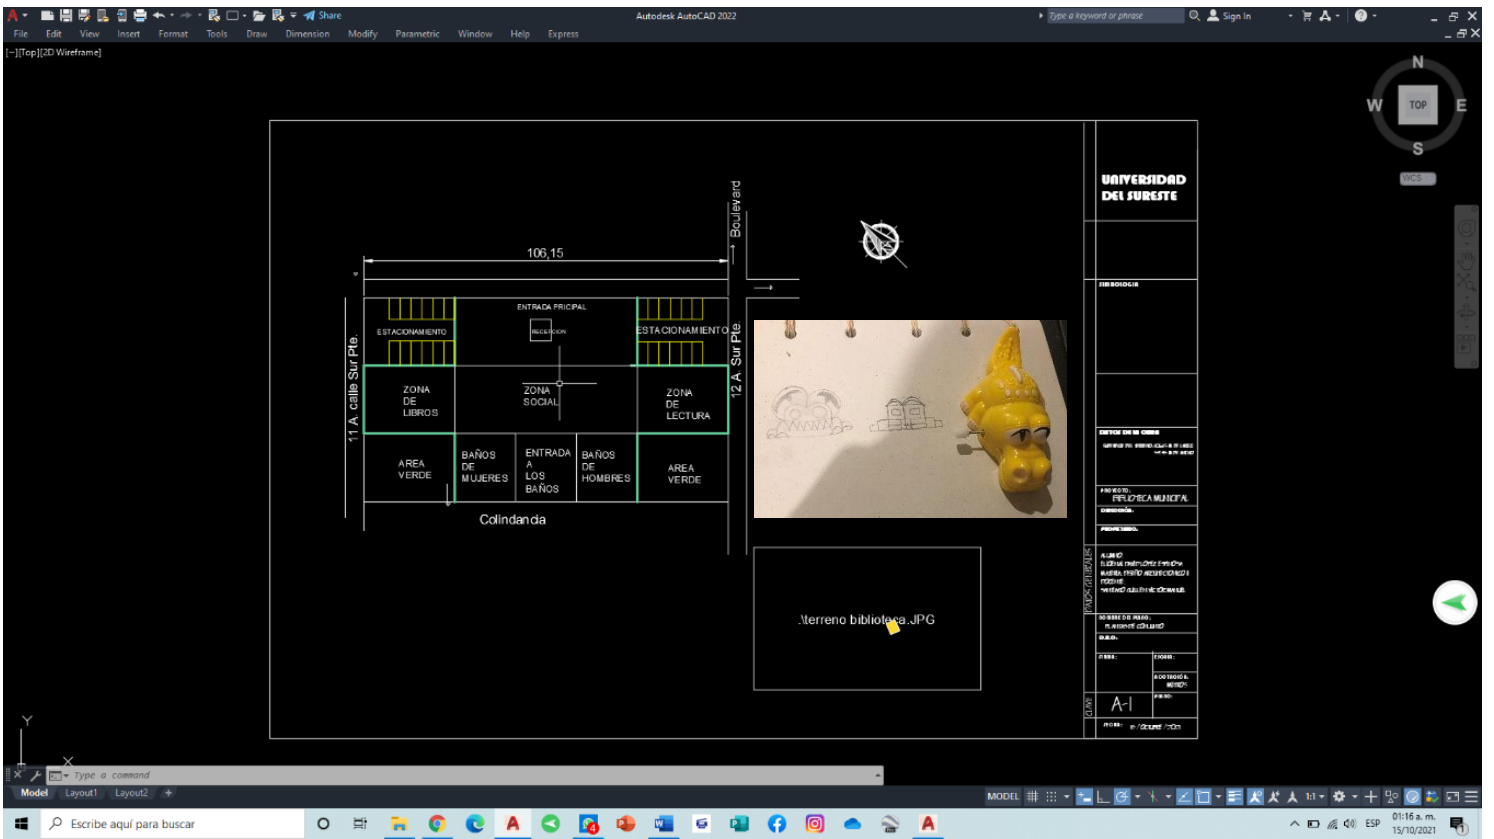 Share
Autodesk AutoCAD 2022
Type a keyword or phrase
Sign In
File Edit View Insert Format Tools Draw Dimension Modify Parametric Window Help Express
[−][Top][2D Wireframe]
N
W TOP E
S
WCS
UNIVERSIDAD
DEL SURESTE
Boulevard
106,15
SIMBOLOGIA
ENTRADA PRICIPAL
RECEPCION
ESTACIONAMIENTO
ESTACIONAMIENTO
11 A. calle Sur Pte.
12 A. Sur Pte.
ZONA
DE
LIBROS
ZONA
SOCIAL
ZONA
DE
LECTURA
AREA
VERDE
BAÑOS
DE
MUJERES
ENTRADA
A
LOS
BAÑOS
BAÑOS
DE
HOMBRES
AREA
VERDE
Colindancia
.\terreno biblioteca.JPG
PROYECTO:
BIBLIOTECA MUNICIPAL
A-1
CLAVE
Y
X
Type a command
Model Layout1 Layout2 +
MODEL
1:1
Escribe aquí para buscar
4
ESP
01:16 a. m.
15/10/2021